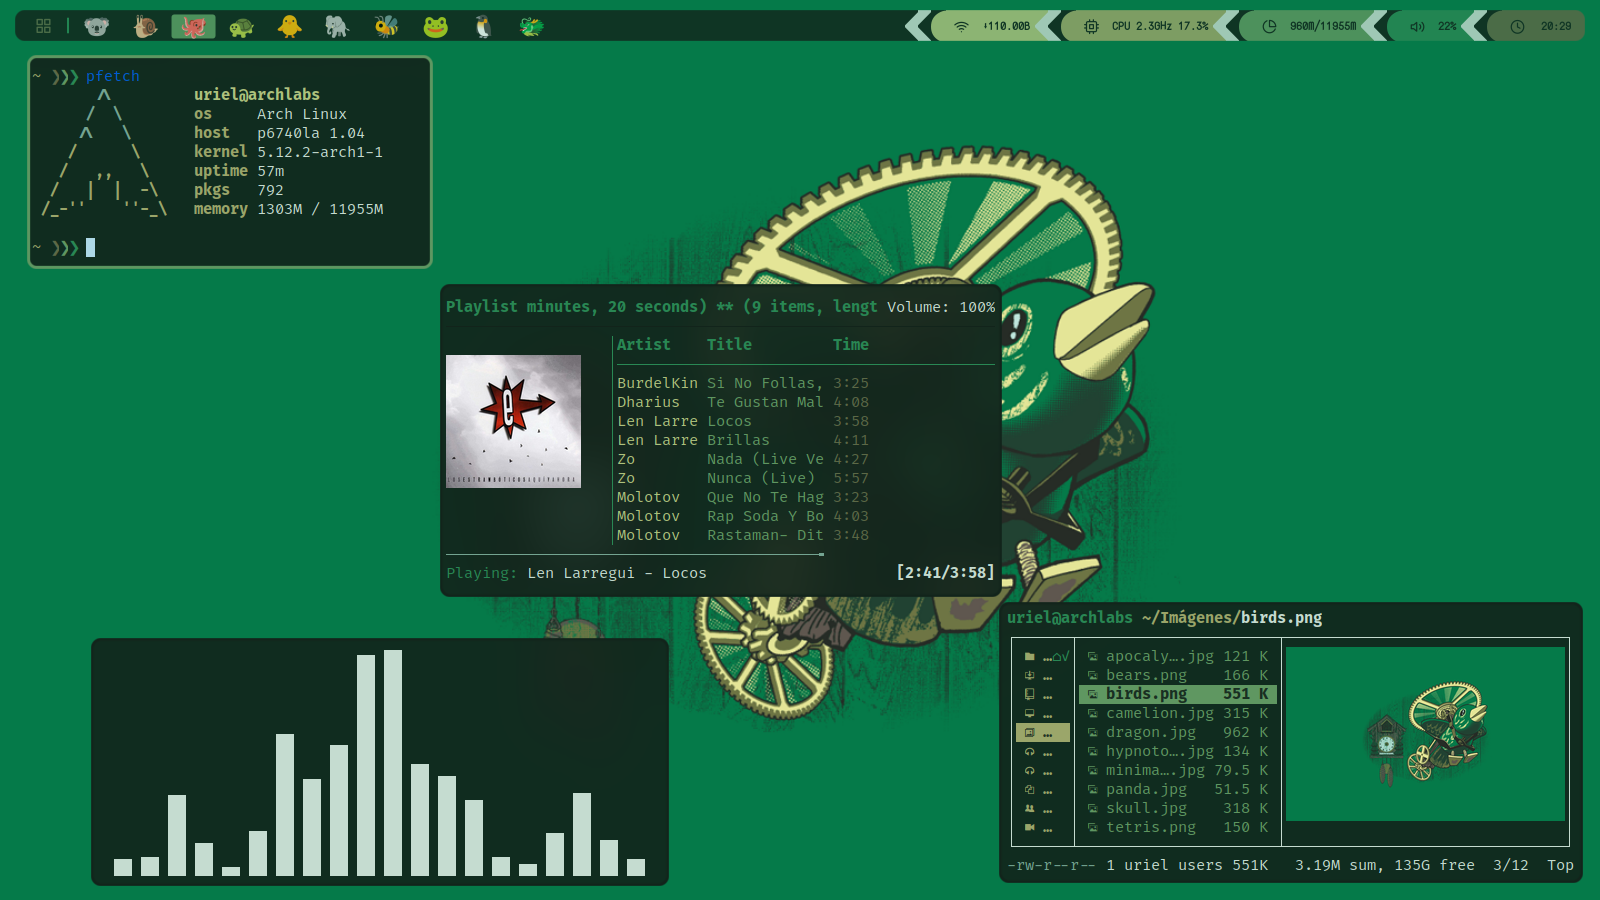 ↓110.00B
CPU 2.3GHz 17.3%
960m/11955m
22%
20:29
~ ❯❯❯ pfetch
uriel@archlabs
os Arch Linux
host p6740la 1.04
kernel 5.12.2-arch1-1
uptime 57m
pkgs 792
memory 1303M / 11955M
~ ❯❯❯
Playlist minutes, 20 seconds) ** (9 items, lengt Volume: 100%
Artist Title Time
BurdelKin Si No Follas, 3:25
Dharius Te Gustan Mal 4:08
Len Larre Locos 3:58
Len Larre Brillas 4:11
Zo Nada (Live Ve 4:27
Zo Nunca (Live) 5:57
Molotov Que No Te Hag 3:23
Molotov Rap Soda Y Bo 4:03
Molotov Rastaman- Dit 3:48
Playing: Len Larregui - Locos [2:41/3:58]
uriel@archlabs ~/Imágenes/birds.png
apocaly….jpg 121 K
bears.png 166 K
birds.png 551 K
camelion.jpg 315 K
dragon.jpg 962 K
hypnoto….jpg 134 K
minima….jpg 79.5 K
panda.jpg 51.5 K
skull.jpg 318 K
tetris.png 150 K
-rw-r--r-- 1 uriel users 551K 3.19M sum, 135G free 3/12 Top